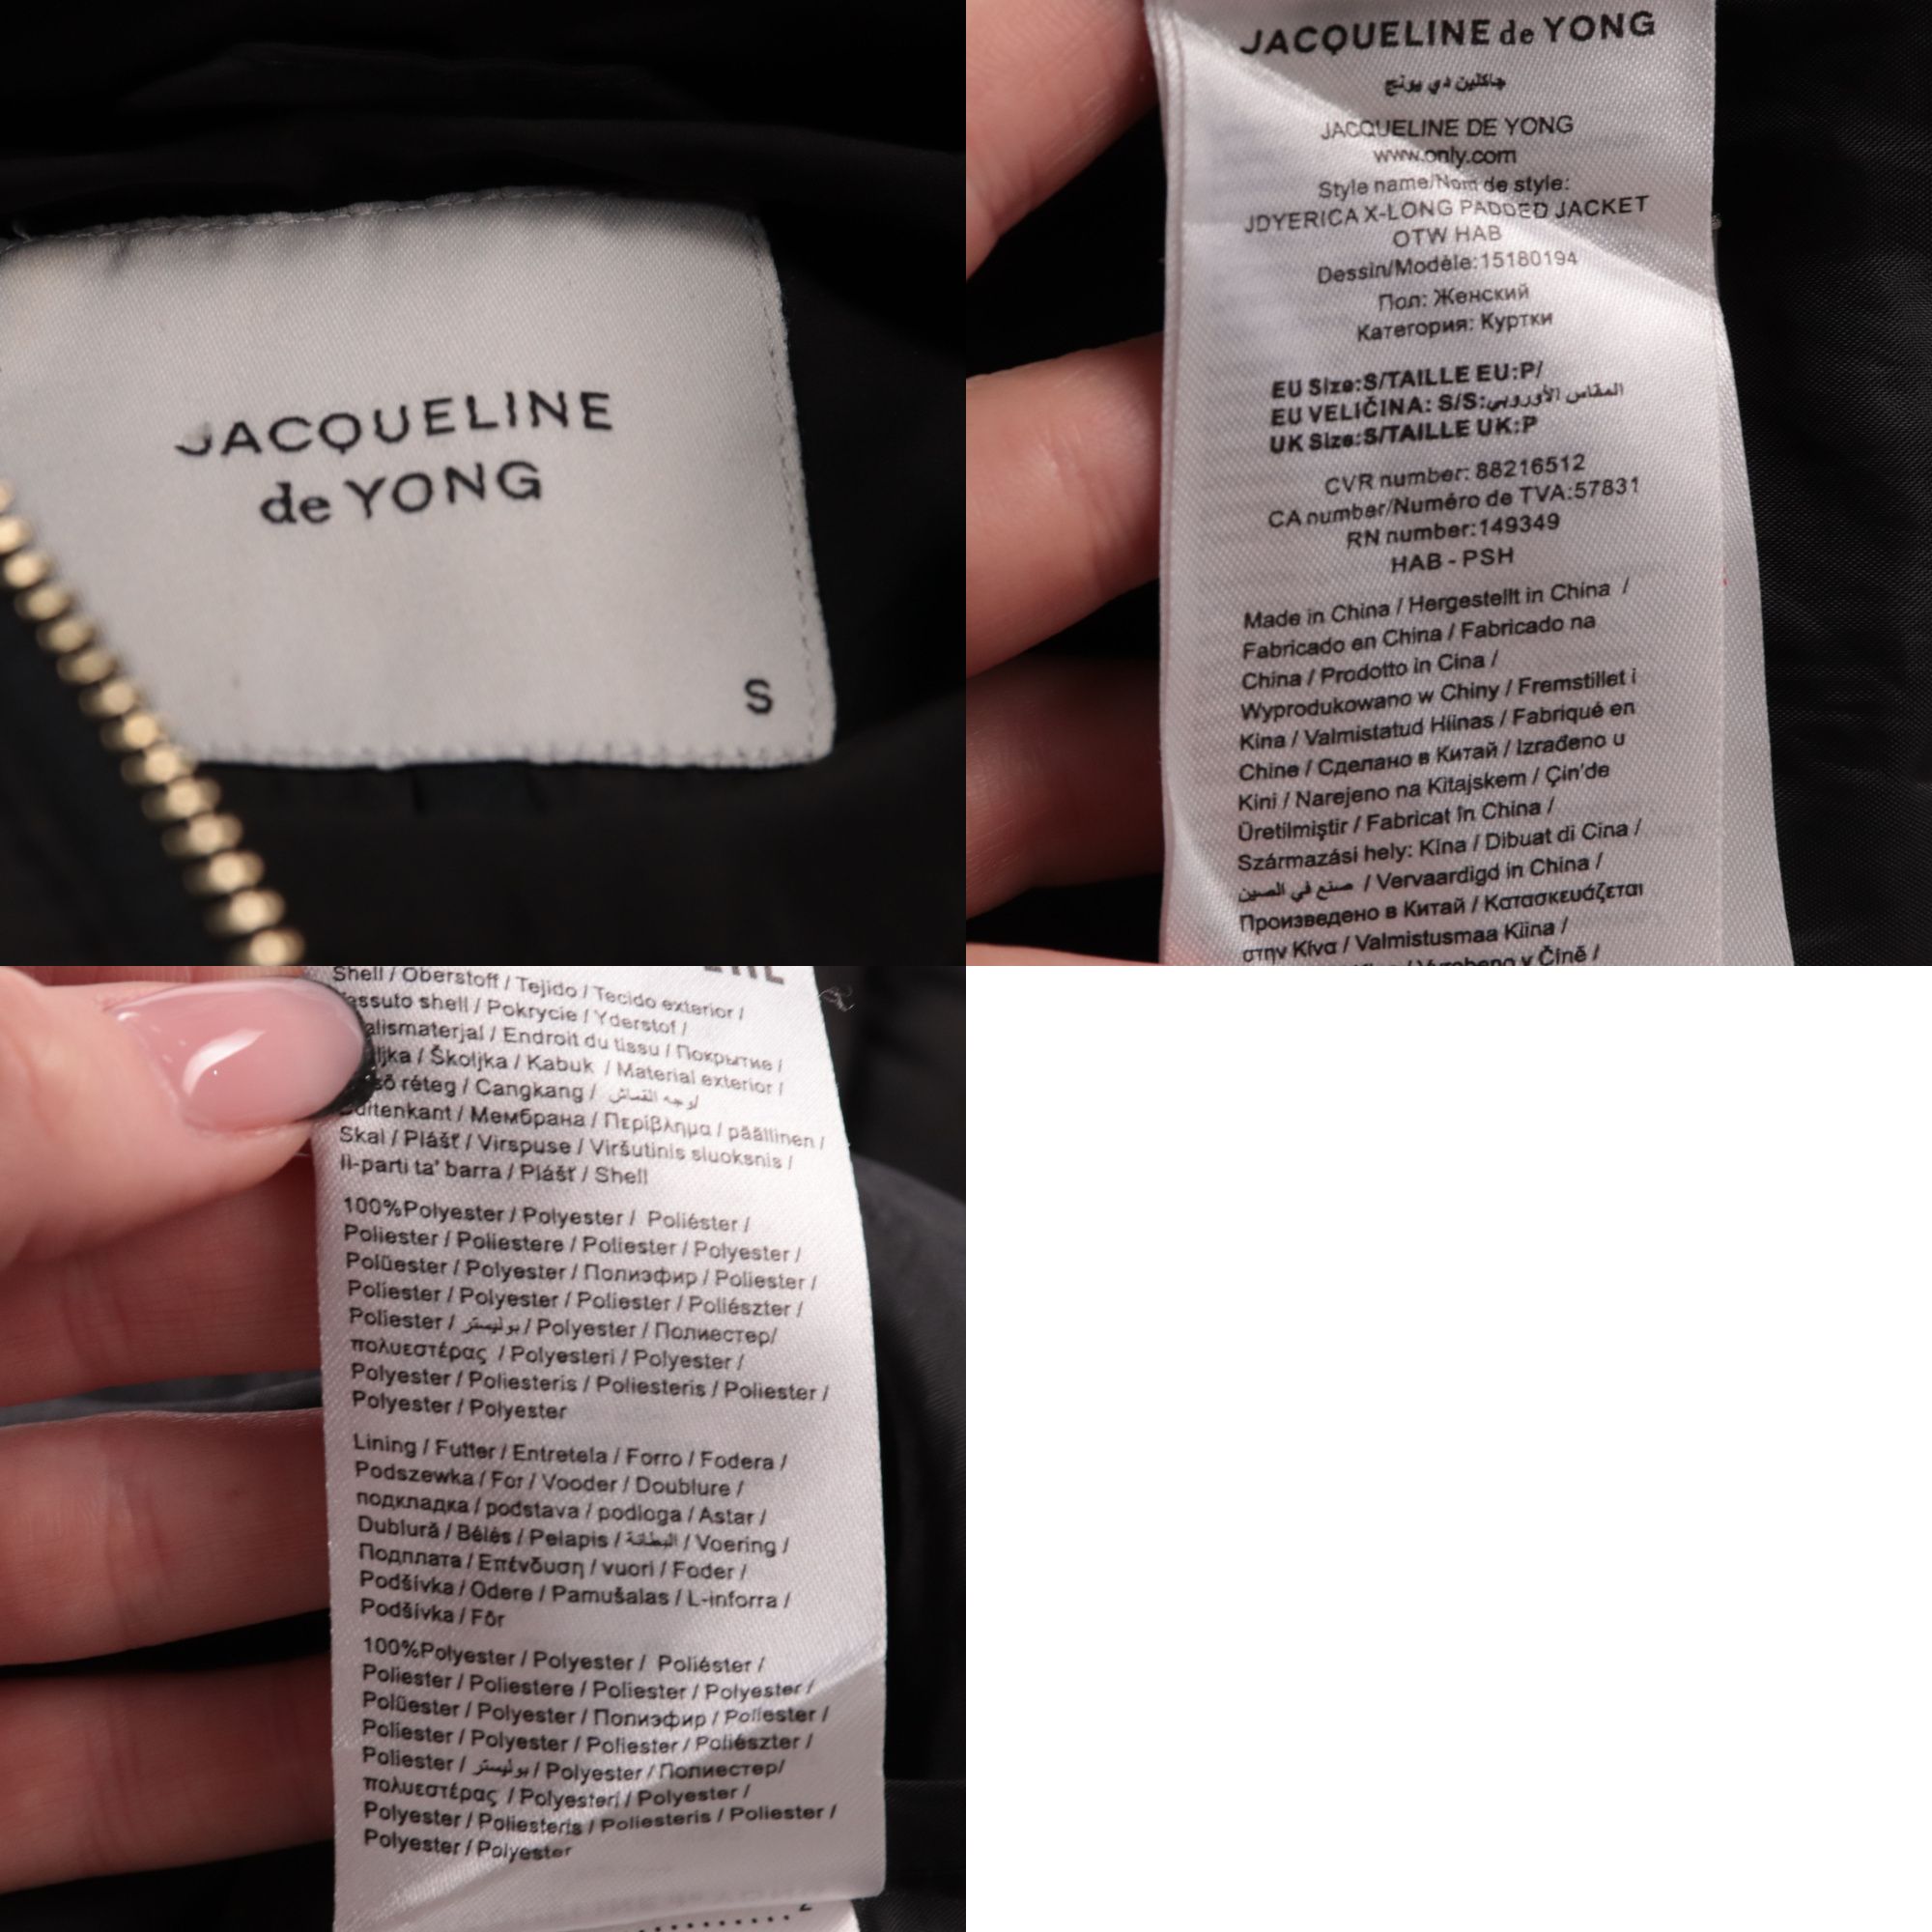 JACQUELINE
de YONG
S
JACQUELINE de YONG
جاكلين دي يونج
JACQUELINE DE YONG
www.only.com
Style name/Nom de style:
JDYERICA X-LONG PADDED JACKET
OTW HAB
Dessin/Modèle:15180194
Пол: Женский
Категория: Куртки
EU Size:S/TAILLE EU:P/
EU VELIČINA: S/S:المقاس الأوروبي
UK Size:S/TAILLE UK:P
CVR number: 88216512
CA number/Numéro de TVA:57831
RN number:149349
HAB - PSH
Made in China / Hergestellt in China /
Fabricado en China / Fabricado na
China / Prodotto in Cina /
Wyprodukowano w Chiny / Fremstillet i
Kina / Valmistatud Hiinas / Fabriqué en
Chine / Сделано в Китай / Izrađeno u
Kini / Narejeno na Kitajskem / Çin'de
Üretilmiştir / Fabricat în China /
Származási hely: Kína / Dibuat di Cina /
صنع في الصين / Vervaardigd in China /
Произведено в Китай / Κατασκευάζεται
στην Κίνα / Valmistusmaa Kiina /
v Číně /
Shell / Oberstoff / Tejido / Tecido exterior /
shell / Pokrycie / Yderstof /
/ Endroit du tissu / Покрытие /
/ Školjka / Kabuk / Material exterior /
réteg / Cangkang / وجه القماش /
/ Мембрана / Περίβλημα / päällinen /
Skal / Plášť / Virspuse / Viršutinis sluoksnis /
Il-parti ta' barra / Plášť / Shell
100%Polyester / Polyester / Poliéster /
Poliester / Poliestere / Poliester / Polyester /
Polüester / Polyester / Полиэфир / Poliester /
Poliester / Polyester / Poliester / Poliészter /
Poliester / بوليستر / Polyester / Полиестер/
πολυεστέρας / Polyesteri / Polyester /
Polyester / Poliesteris / Poliesteris / Poliester /
Polyester / Polyester
Lining / Futter / Entretela / Forro / Fodera /
Podszewka / For / Vooder / Doublure /
подкладка / podstava / podloga / Astar /
Dublură / Bélés / Pelapis / البطانة / Voering /
Подплата / Επένδυση / vuori / Foder /
Podšívka / Odere / Pamušalas / L-inforra /
Podšívka / Fôr
100%Polyester / Polyester / Poliéster /
Poliester / Poliestere / Poliester / Polyester /
Polüester / Polyester / Полиэфир / Poliester /
Poliester / Polyester / Poliester / Poliészter /
Poliester / بوليستر / Polyester / Полиестер/
πολυεστέρας / Polyesteri / Polyester /
Polyester / Poliesteris / Poliesteris / Poliester /
Polyester / Polyester